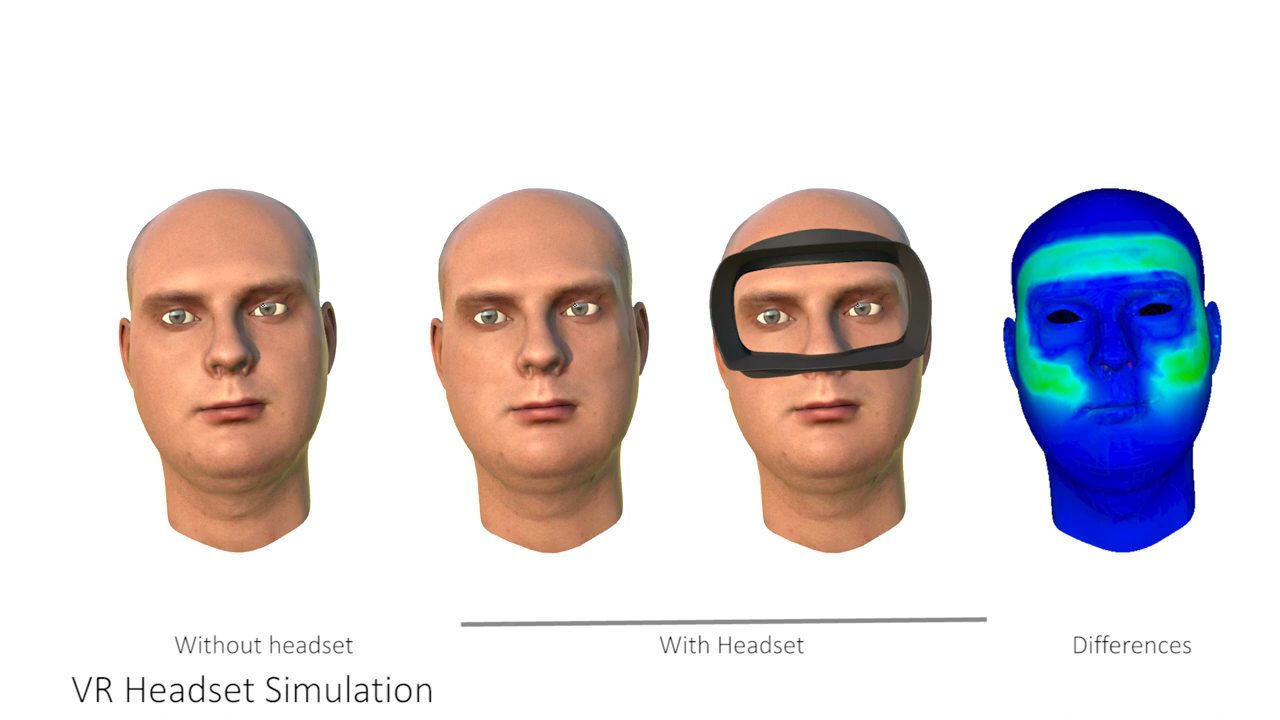 Without headset
With Headset
Differences
VR Headset Simulation